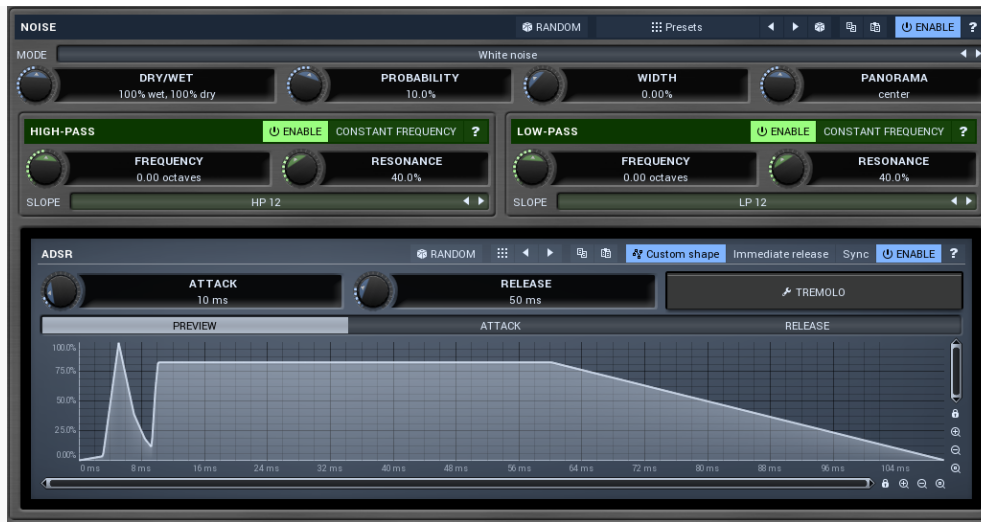 NOISE RANDOM Presets ENABLE ?
MODE White noise
DRY/WET PROBABILITY WIDTH PANORAMA
100% wet, 100% dry 10.0% 0.00% center
HIGH-PASS ENABLE CONSTANT FREQUENCY ? LOW-PASS ENABLE CONSTANT FREQUENCY ?
FREQUENCY RESONANCE FREQUENCY RESONANCE
0.00 octaves 40.0% 0.00 octaves 40.0%
SLOPE HP 12 SLOPE LP 12
ADSR RANDOM Custom shape Immediate release Sync ENABLE ?
ATTACK RELEASE TREMOLO
10 ms 50 ms
PREVIEW ATTACK RELEASE
100.0%
75.0%
50.0%
25.0%
0.00%
0 ms 8 ms 16 ms 24 ms 32 ms 40 ms 48 ms 56 ms 64 ms 72 ms 80 ms 88 ms 96 ms 104 ms